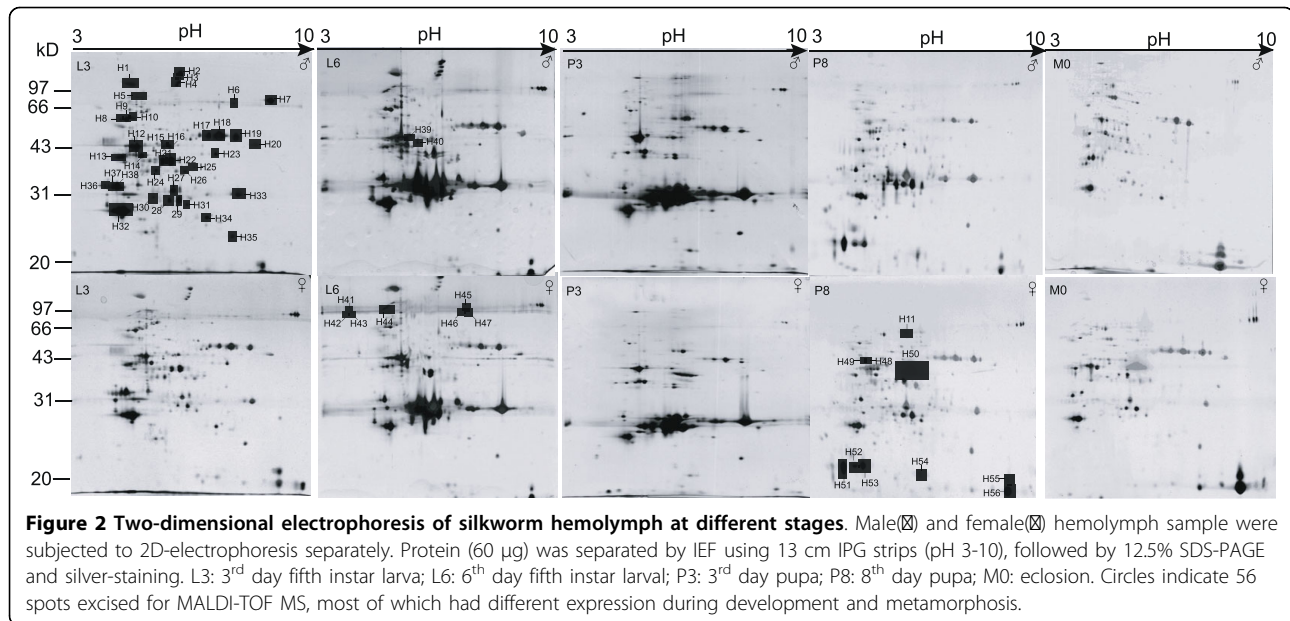 3 pH 10 3 pH 10 3 pH 10 3 pH 10 3 pH 10
kD
L3 ♂ L6 ♂ P3 ♂ P8 ♂ M0 ♂
H1 H2
H4
97
H5 H6 H7
66
H9
H8 H10
H12 H15 H16 H17 H18 H19
H39
H40
43
H20
H13 H14 H22 H23
H25
H37 H38 H24 H27 H26
H36
31
H33
H30 28 29 H31
H32 H34
H35
20
L3 ♀ L6 ♀ P3 ♀ P8 ♀ M0 ♀
97
H41 H45
H42 H43 H44 H46 H47
H11
66
43
H49 H48 H50
31
H52 H54
H51 H53 H55
20
H56
Figure 2 Two-dimensional electrophoresis of silkworm hemolymph at different stages. Male(�) and female(�) hemolymph sample were
subjected to 2D-electrophoresis separately. Protein (60 μg) was separated by IEF using 13 cm IPG strips (pH 3-10), followed by 12.5% SDS-PAGE
and silver-staining. L3: 3rd day fifth instar larva; L6: 6th day fifth instar larval; P3: 3rd day pupa; P8: 8th day pupa; M0: eclosion. Circles indicate 56
spots excised for MALDI-TOF MS, most of which had different expression during development and metamorphosis.